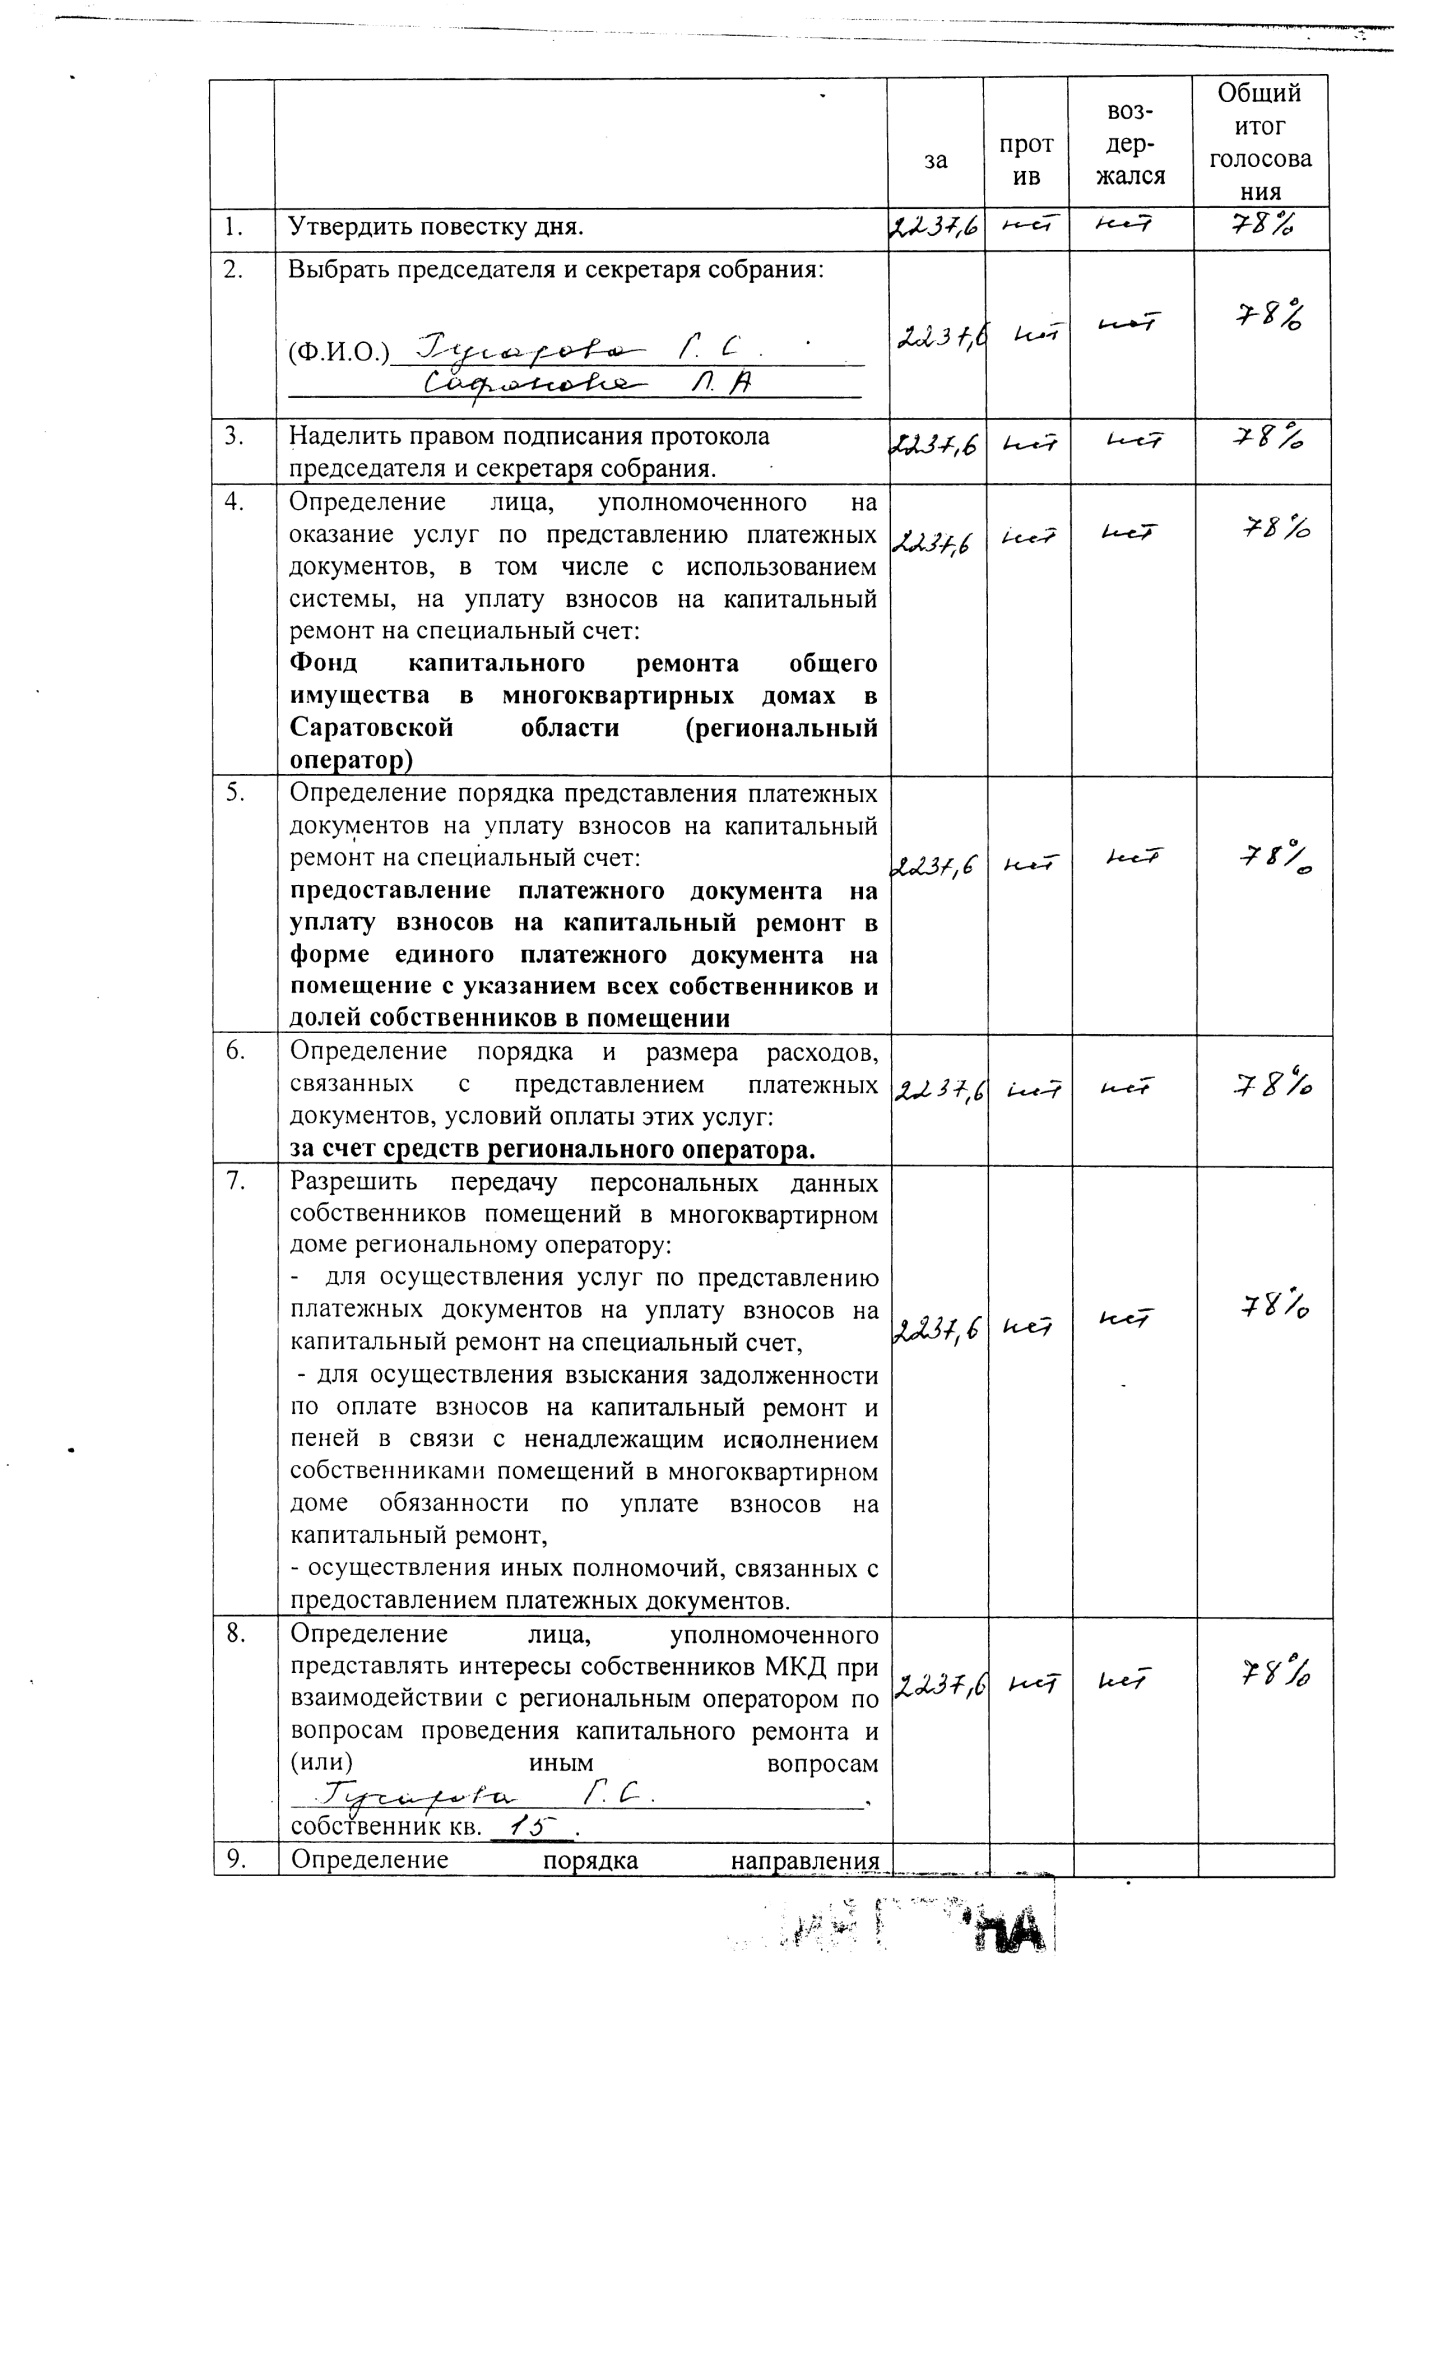 за
прот
ив
воз-
дер-
жался
Общий
итог
голосова
ния
1. Утвердить повестку дня. 2237,6 нет нет 78%
2. Выбрать председателя и секретаря собрания:
(Ф.И.О.) Гусарова Г. С. 2237,6 нет нет 78%
Сафонова Л. А
3. Наделить правом подписания протокола 2237,6 нет нет 78%
председателя и секретаря собрания.
4. Определение лица, уполномоченного на
оказание услуг по представлению платежных 2237,6 нет нет 78%
документов, в том числе с использованием
системы, на уплату взносов на капитальный
ремонт на специальный счет:
Фонд капитального ремонта общего
имущества в многоквартирных домах в
Саратовской области (региональный
оператор)
5. Определение порядка представления платежных
документов на уплату взносов на капитальный
ремонт на специальный счет: 2237,6 нет нет 78%
предоставление платежного документа на
уплату взносов на капитальный ремонт в
форме единого платежного документа на
помещение с указанием всех собственников и
долей собственников в помещении
6. Определение порядка и размера расходов,
связанных с представлением платежных 2237,6 нет нет 78%
документов, условий оплаты этих услуг:
за счет средств регионального оператора.
7. Разрешить передачу персональных данных
собственников помещений в многоквартирном
доме региональному оператору:
- для осуществления услуг по представлению
платежных документов на уплату взносов на 2237,6 нет нет 78%
капитальный ремонт на специальный счет,
- для осуществления взыскания задолженности
по оплате взносов на капитальный ремонт и
пеней в связи с ненадлежащим исполнением
собственниками помещений в многоквартирном
доме обязанности по уплате взносов на
капитальный ремонт,
- осуществления иных полномочий, связанных с
предоставлением платежных документов.
8. Определение лица, уполномоченного
представлять интересы собственников МКД при 2237,6 нет нет 78%
взаимодействии с региональным оператором по
вопросам проведения капитального ремонта и
(или) иным вопросам
Гусарова Г. С. ,
собственник кв. 15 .
9. Определение порядка направления